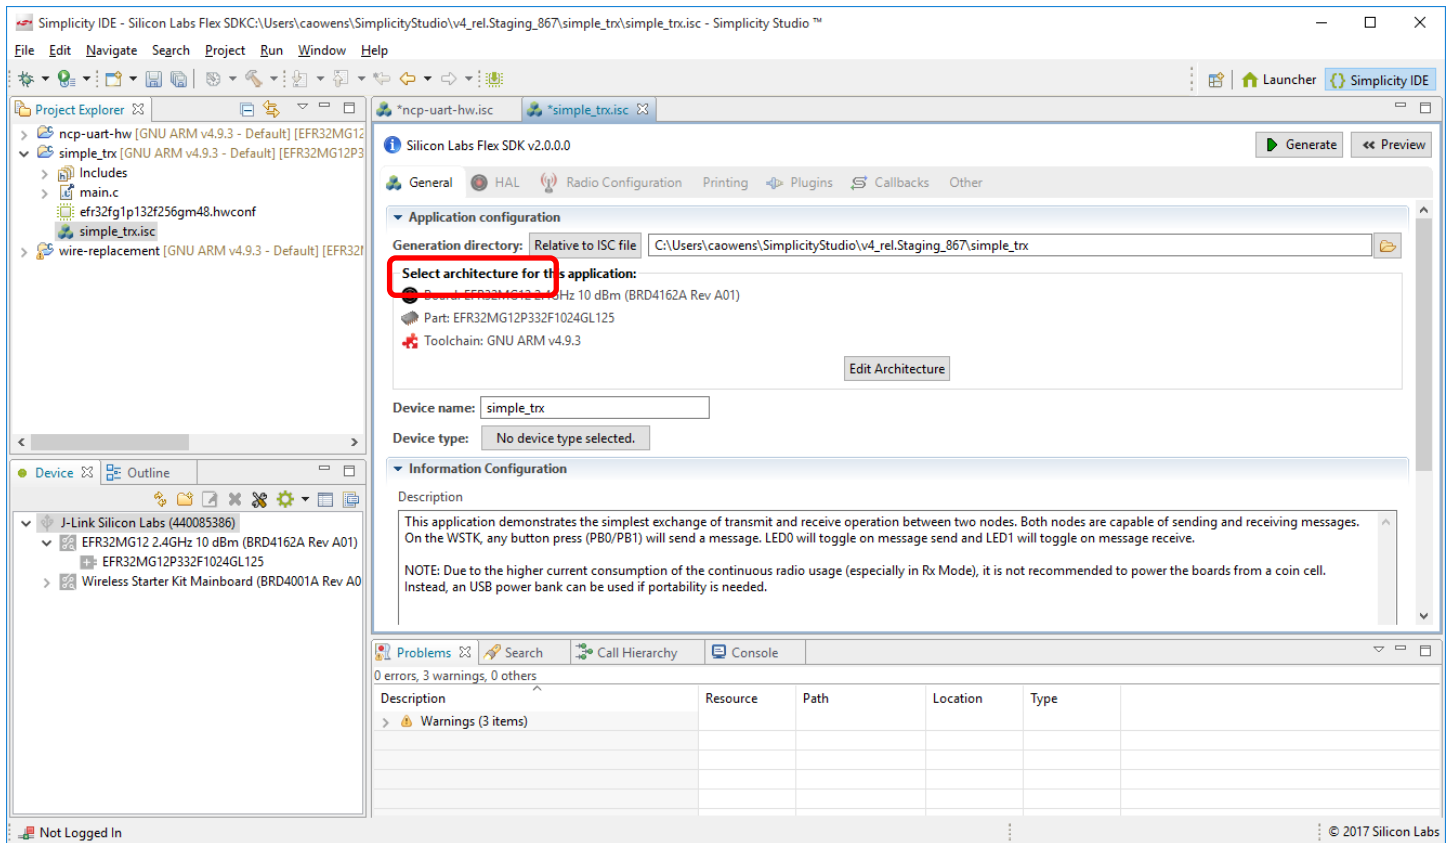 Simplicity IDE - Silicon Labs Flex SDKC:\Users\caowens\SimplicityStudio\v4_rel.Staging_867\simple_trx\simple_trx.isc - Simplicity Studio ™
File Edit Navigate Search Project Run Window Help
Launcher Simplicity IDE
Project Explorer
ncp-uart-hw [GNU ARM v4.9.3 - Default] [EFR32MG12
simple_trx [GNU ARM v4.9.3 - Default] [EFR32MG12P3
Includes
main.c
efr32fg1p132f256gm48.hwconf
simple_trx.isc
wire-replacement [GNU ARM v4.9.3 - Default] [EFR32M
*ncp-uart-hw.isc *simple_trx.isc
Silicon Labs Flex SDK v2.0.0.0
Generate Preview
General HAL Radio Configuration Printing Plugins Callbacks Other
Application configuration
Generation directory: Relative to ISC file C:\Users\caowens\SimplicityStudio\v4_rel.Staging_867\simple_trx
Select architecture for this application:
Board: EFR32MG12 2.4GHz 10 dBm (BRD4162A Rev A01)
Part: EFR32MG12P332F1024GL125
Toolchain: GNU ARM v4.9.3
Edit Architecture
Device name: simple_trx
Device type: No device type selected.
Information Configuration
Description
This application demonstrates the simplest exchange of transmit and receive operation between two nodes. Both nodes are capable of sending and receiving messages.
On the WSTK, any button press (PB0/PB1) will send a message. LED0 will toggle on message send and LED1 will toggle on message receive.
NOTE: Due to the higher current consumption of the continuous radio usage (especially in Rx Mode), it is not recommended to power the boards from a coin cell.
Instead, an USB power bank can be used if portability is needed.
Device Outline
J-Link Silicon Labs (440085386)
EFR32MG12 2.4GHz 10 dBm (BRD4162A Rev A01)
EFR32MG12P332F1024GL125
Wireless Starter Kit Mainboard (BRD4001A Rev A0
Problems Search Call Hierarchy Console
0 errors, 3 warnings, 0 others
Description Resource Path Location Type
Warnings (3 items)
Not Logged In
© 2017 Silicon Labs